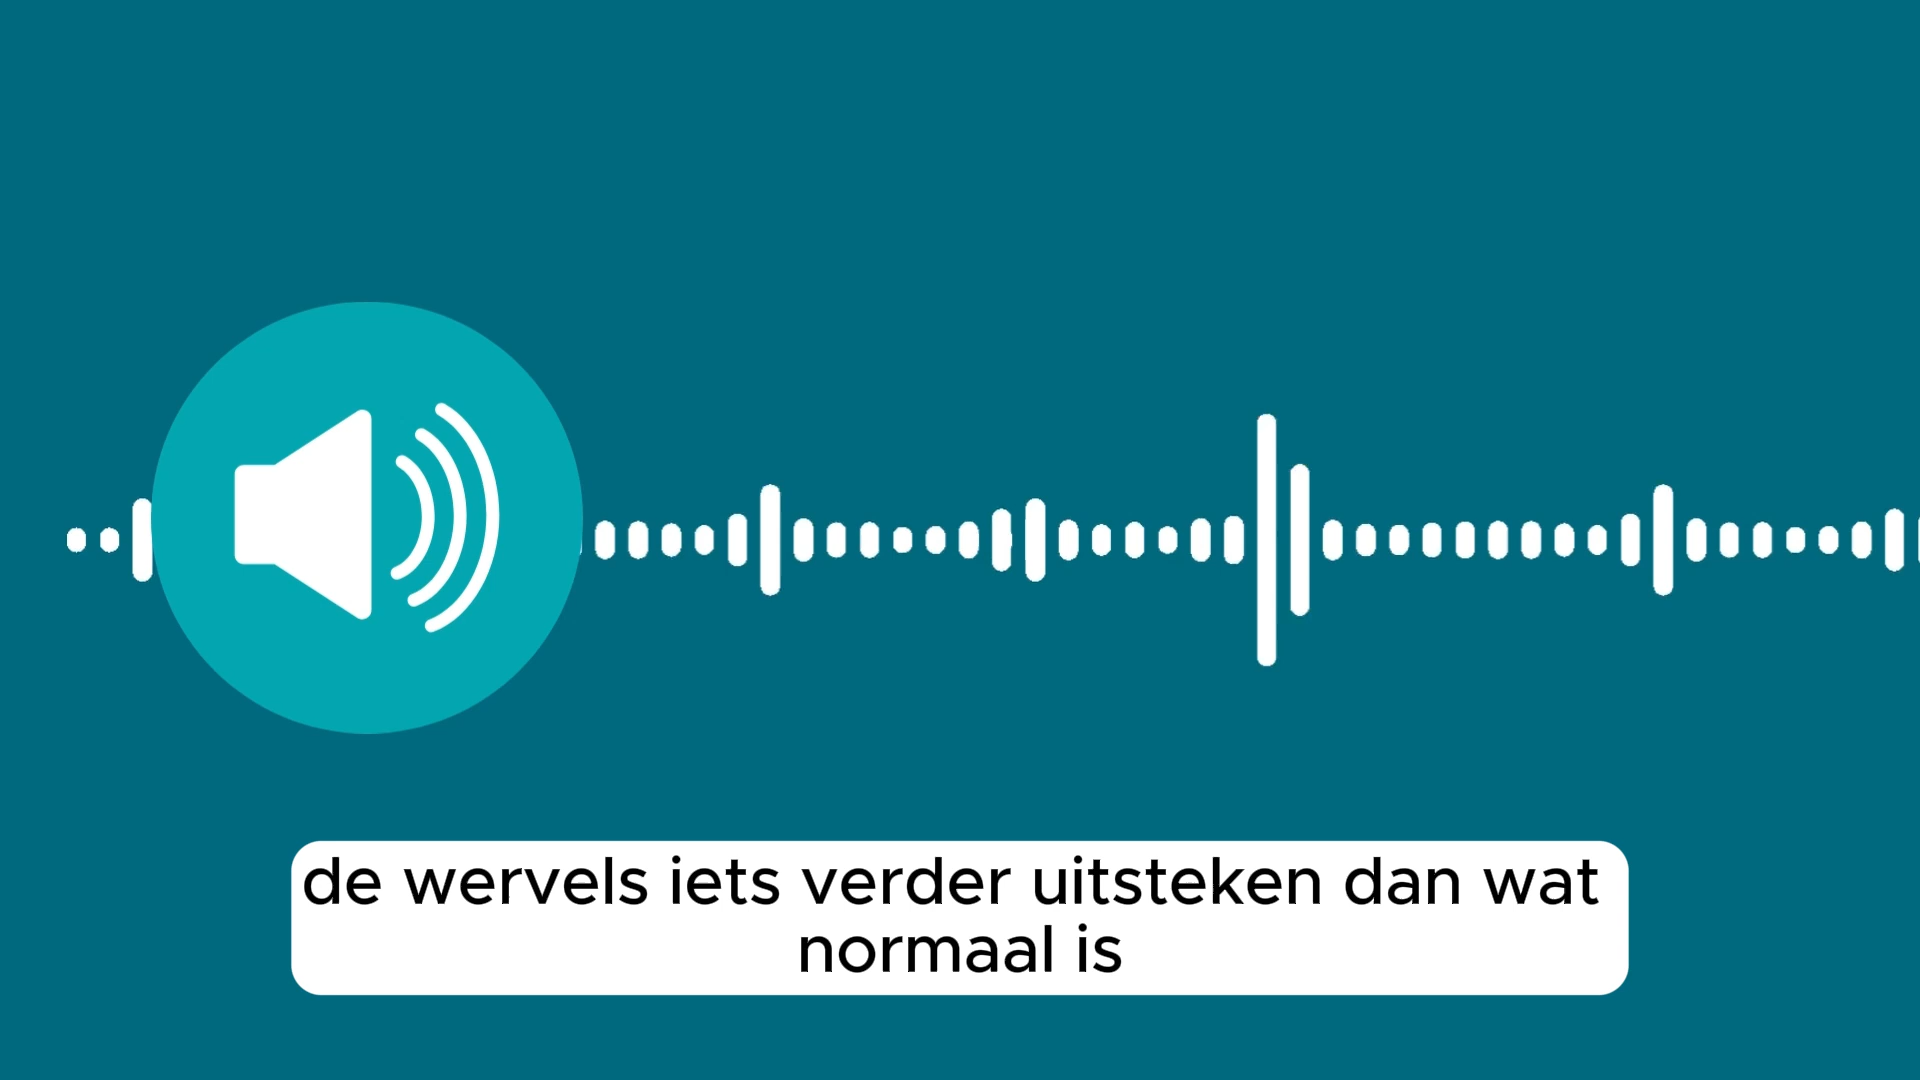 de wervels iets verder uitsteken dan wat
normaal is